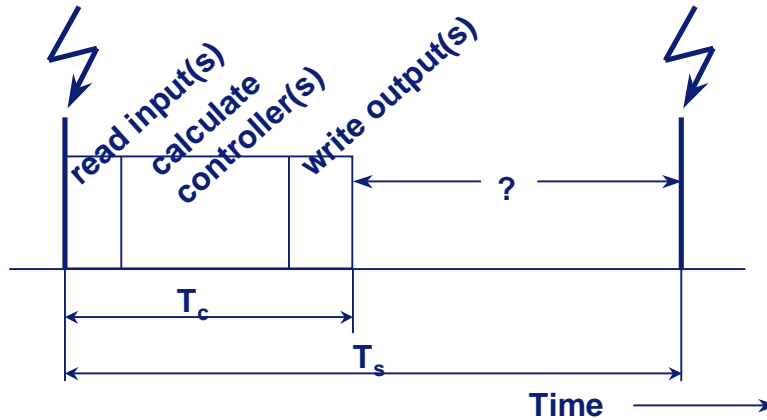 read input(s)
calculate
controller(s)
write output(s)
?
Tc
Ts
Time